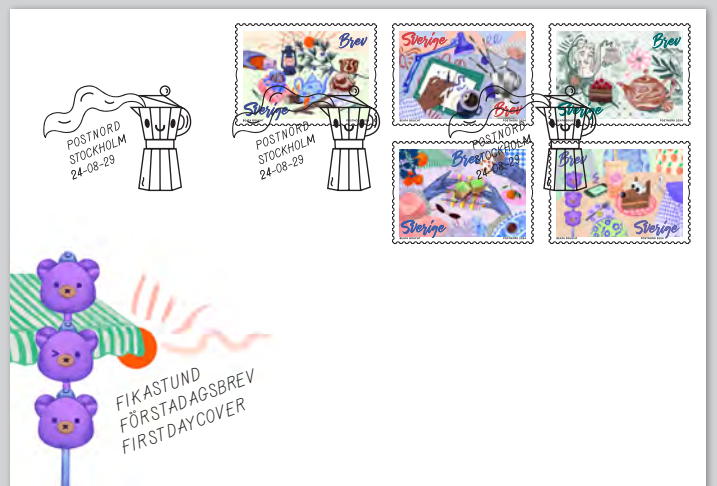 Brev
Sverige
Sverige
Brev
Brev
Sverige
POSTNORD
STOCKHOLM
24-08-29
POSTNORD
STOCKHOLM
24-08-29
POSTNORD
STOCKHOLM
24-08-29
Brev
Sverige
Brev
Sverige
FIKASTUND
FÖRSTADAGSBREV
FIRSTDAYCOVER